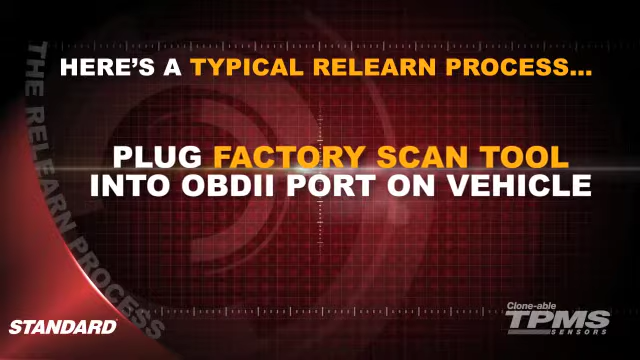 HERE'S A TYPICAL RELEARN PROCESS...
PLUG FACTORY SCAN TOOL
INTO OBDII PORT ON VEHICLE
THE RELEARN PROCESS
STANDARD
Clone-able
TPMS
SENSORS